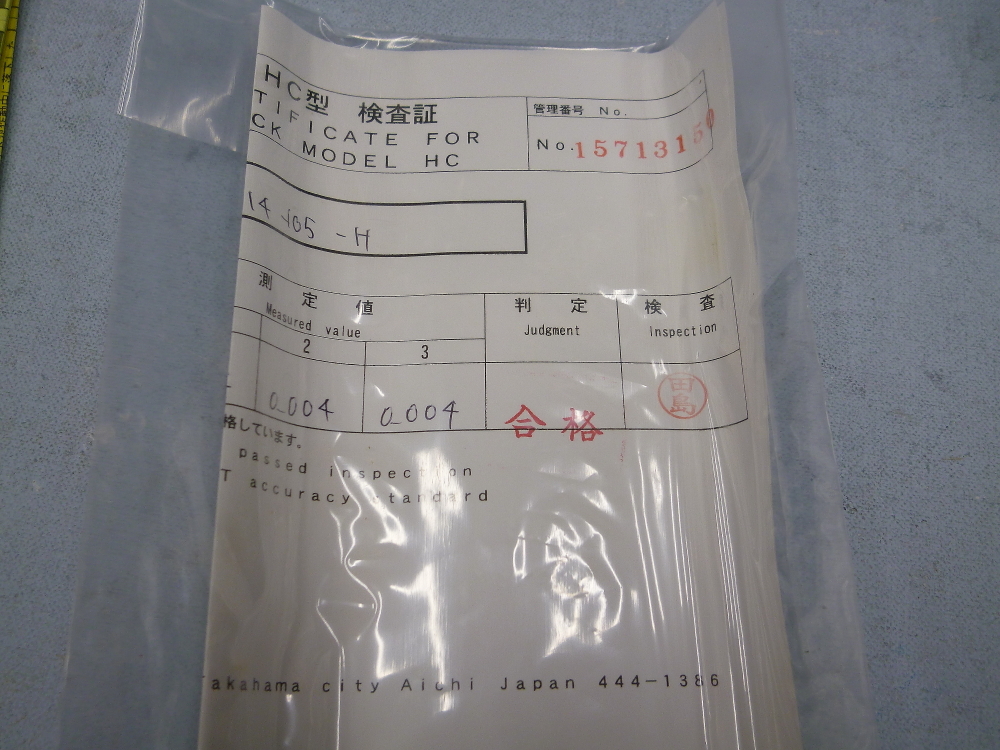 HC型 検査証
TIFICATE FOR
CK MODEL HC
管理番号 No.
No. 1571315
14-105-H
測定値
Measured value
判定
Judgment
検査
Inspection
2 3
0.004 0.004 合格 田島
格しています。
passed inspection
T accuracy standard
akahama city Aichi Japan 444-1386